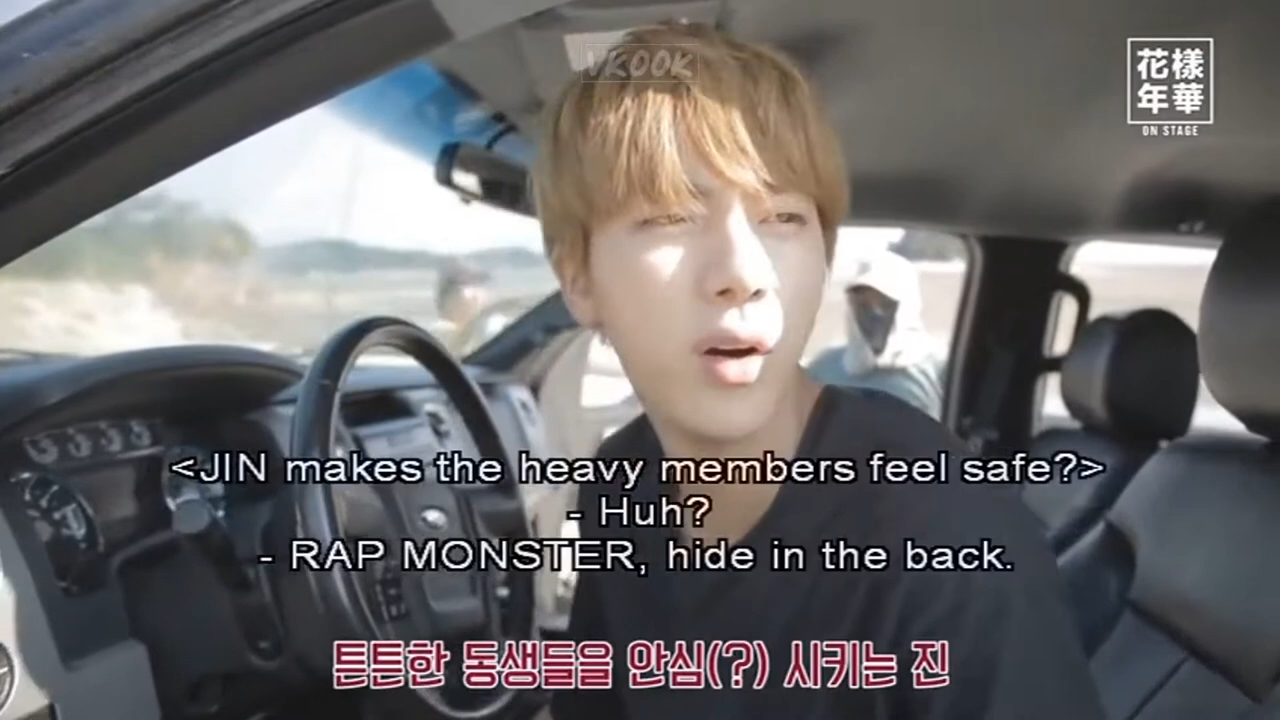 VKOOK
花樣
年華
ON STAGE
<JIN makes the heavy members feel safe?>
- Huh?
- RAP MONSTER, hide in the back.
튼튼한 동생들을 안심(?) 시키는 진